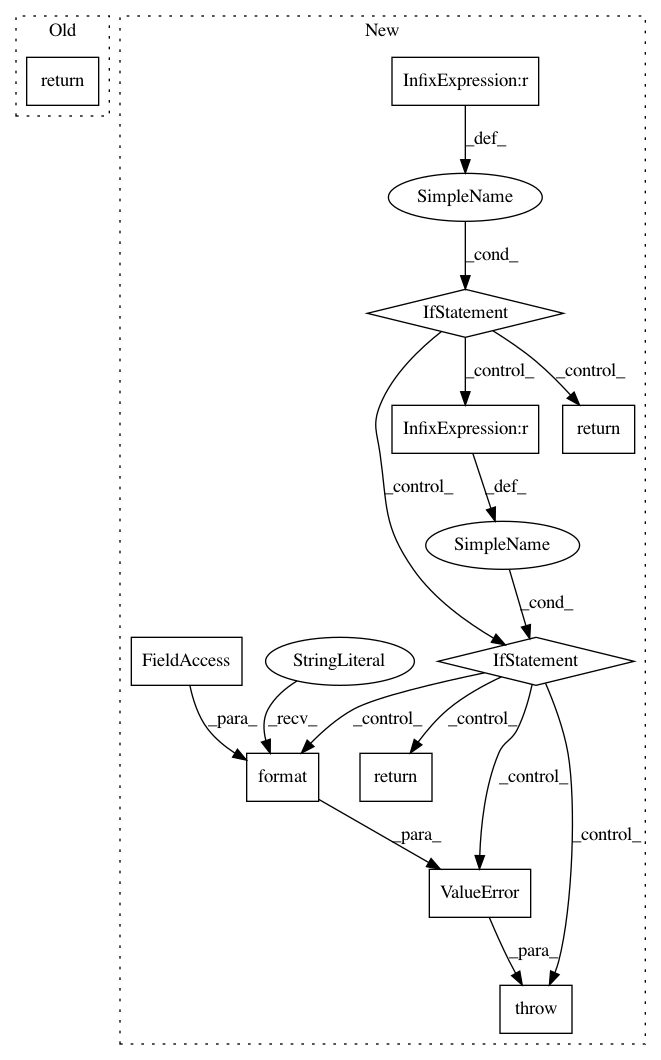 Old
New
return
InfixExpression:r
_def_
SimpleName
_cond_
IfStatement
_control_
_control_
InfixExpression:r
return
_control_
_def_
SimpleName
_cond_
FieldAccess
StringLiteral
IfStatement
_para_
_recv_
_control_
_control_
format
return
_control_
_control_
_para_
ValueError
_para_
throw